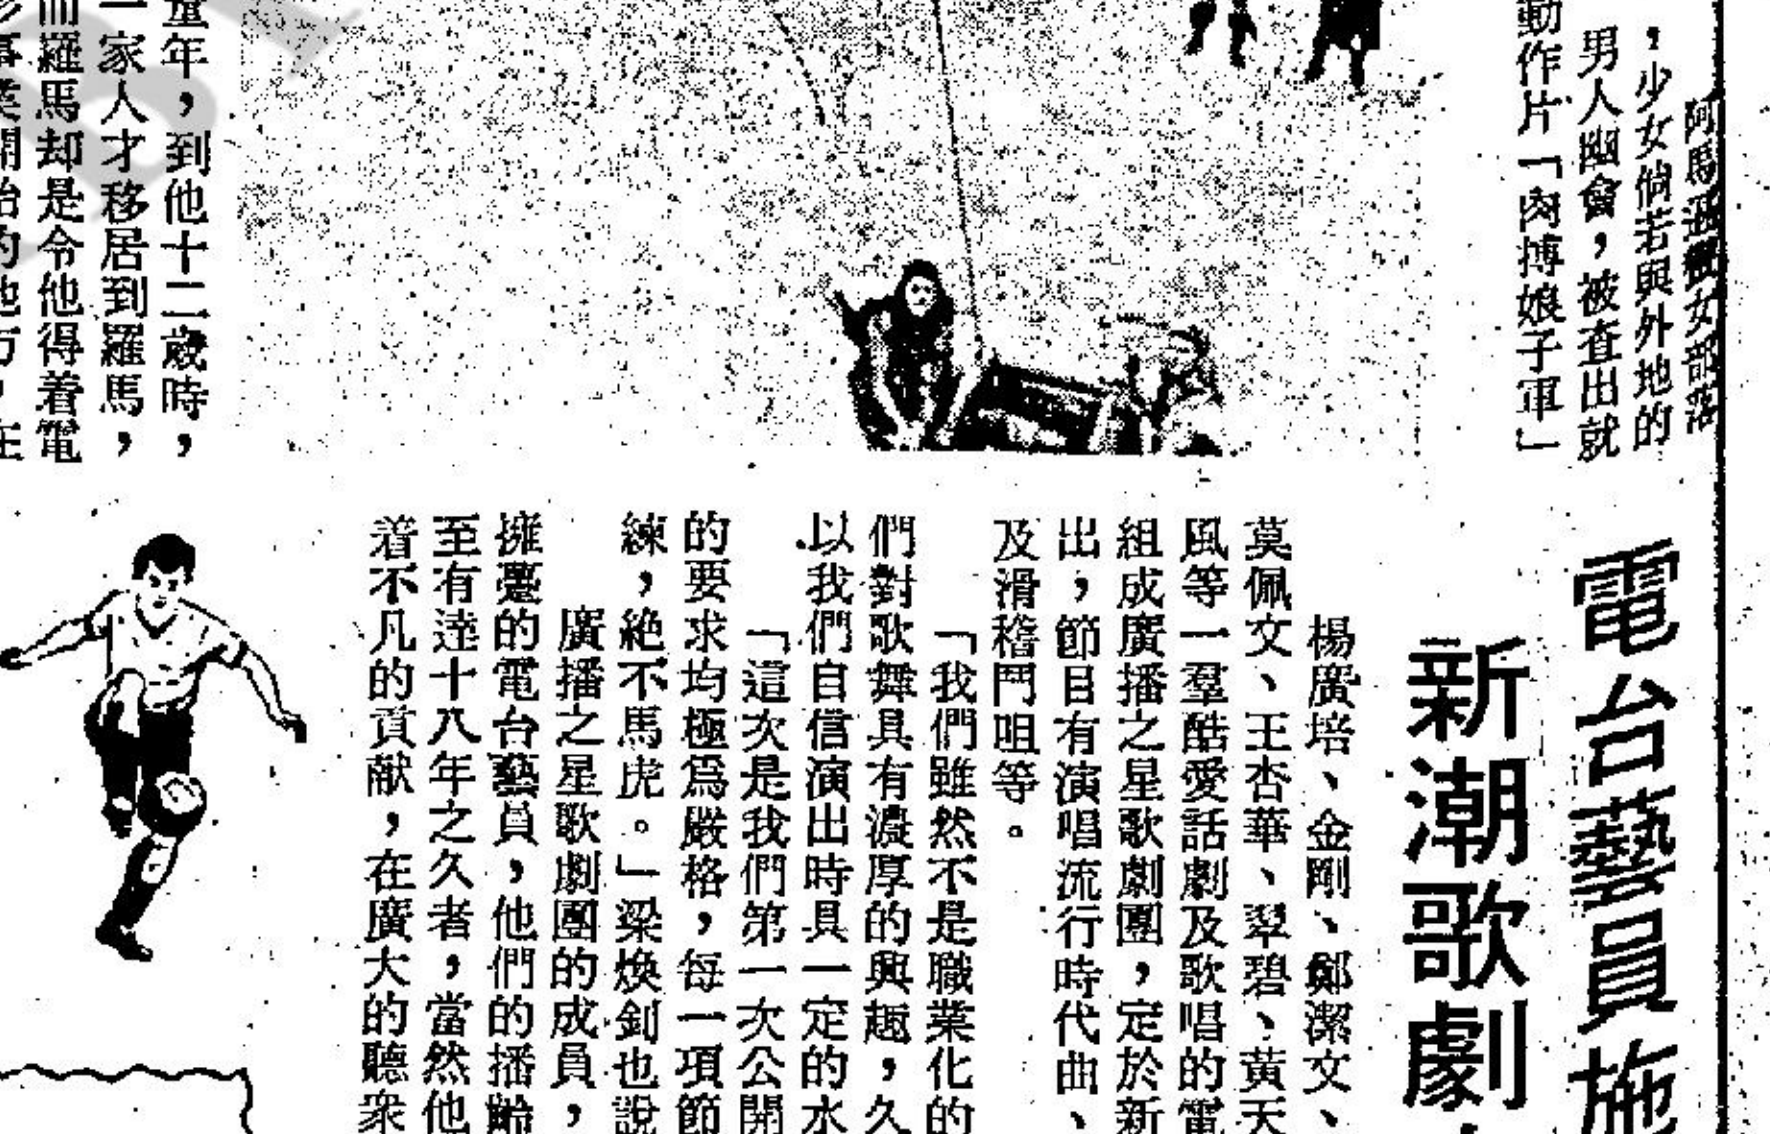 ，少女倘若與外地的
男人幽會，被查出就
動作片「肉搏娘子軍」
童年，到他十二歲時，
一家人才移居到羅馬，
而羅馬却是令他得着電
電台藝員施
新潮歌劇
楊廣培、金剛、鄭潔文、
莫佩文、王杏華、翠碧、黃天
風等一羣酷愛話劇及歌唱的電
組成廣播之星歌劇團，定於新
出，節目有演唱流行時代曲、
及滑稽鬥咀等。
「我們雖然不是職業化的
們對歌舞具有濃厚的興趣，久
以我們自信演出時具一定的水
「這次是我們第一次公開
的要求均極爲嚴格，每一項節
練，絕不馬虎。」梁煥釗也說
廣播之星歌劇團的成員，
擁躉的電台藝員，他們的播齡
至有逹十八年之久者，當然他
着不凡的貢献，在廣大的聽衆